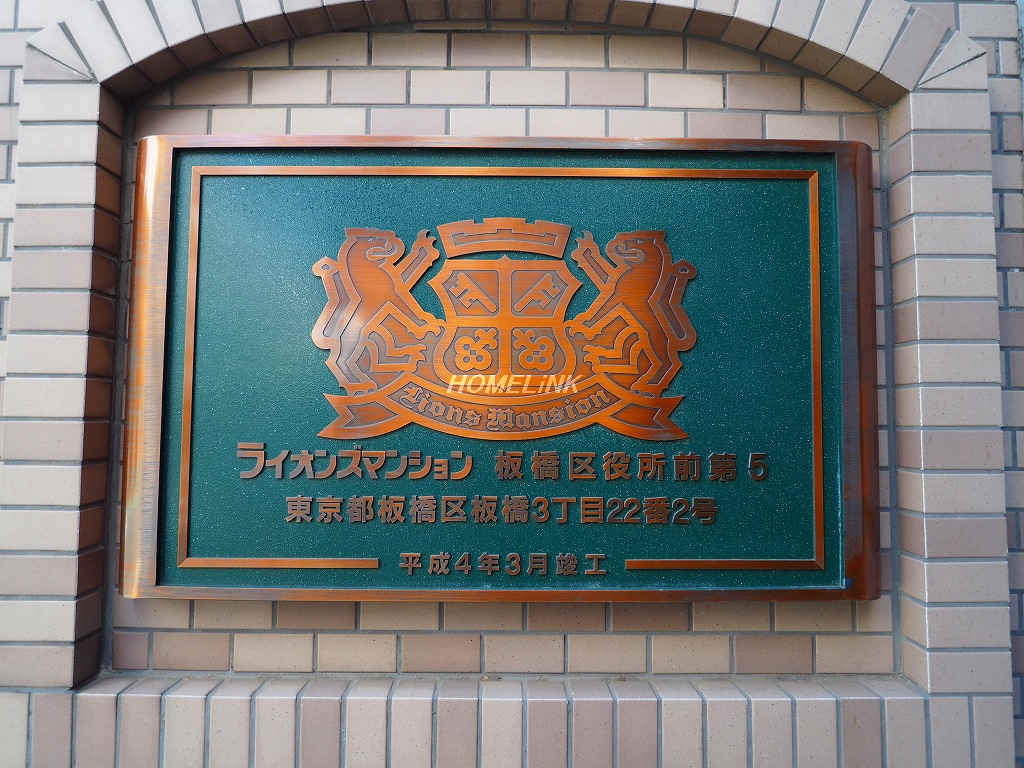 HOMELiNK
Lions Mansion
ライオンズマンション 板橋区役所前第5
東京都板橋区板橋3丁目22番2号
平成4年3月竣工